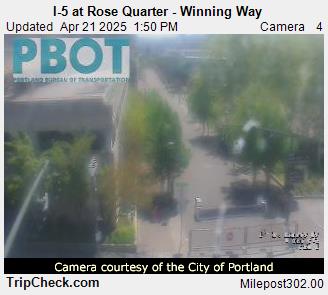 I-5 at Rose Quarter - Winning Way
Updated Apr 21 2025 1:50 PM Camera 4
PBOT
PORTLAND BUREAU OF TRANSPORTATION
Camera courtesy of the City of Portland
TripCheck.com Milepost302.00